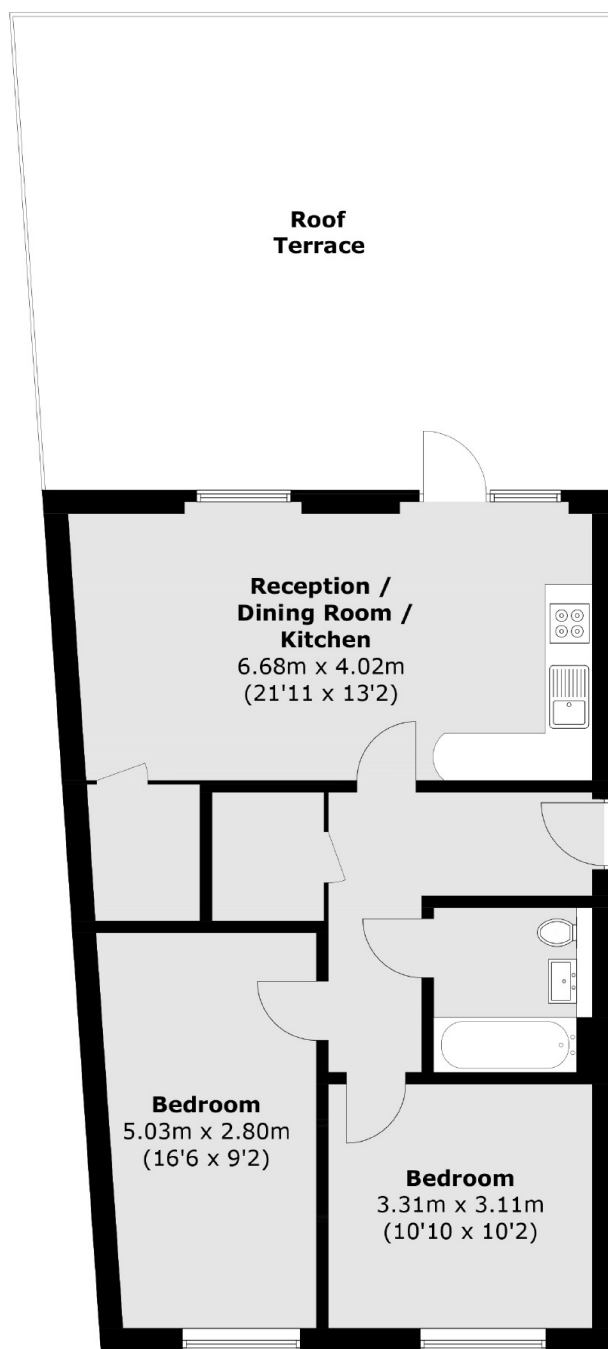 Roof
Terrace
Reception /
Dining Room /
Kitchen
6.68m x 4.02m
(21'11 x 13'2)
Bedroom
5.03m x 2.80m
(16'6 x 9'2)
Bedroom
3.31m x 3.11m
(10'10 x 10'2)